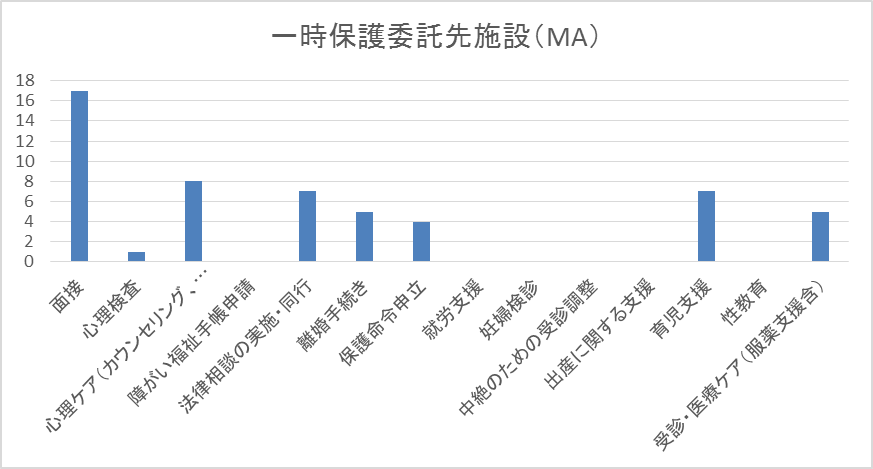 一時保護委託先施設（MA）
18
16
14
12
10
8
6
4
2
0
面接
心理検査
心理ケア（カウンセリング、…
障がい福祉手帳申請
法律相談の実施・同行
離婚手続き
保護命令申立
就労支援
妊婦検診
中絶のための受診調整
出産に関する支援
育児支援
性教育
受診・医療ケア（服薬支援含）